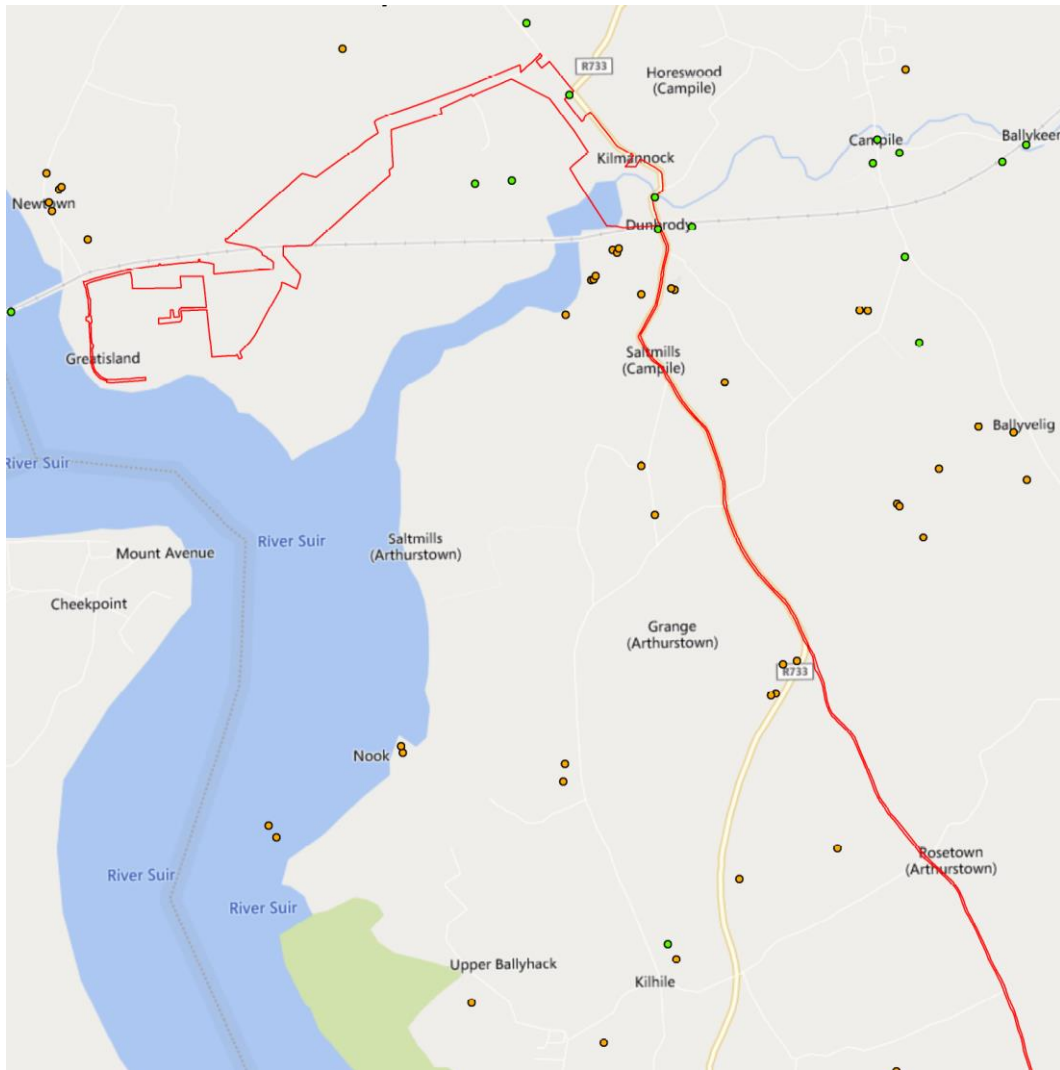 R733
Horeswood
(Campile)
Campile
Ballykeer
Kilmannock
Newtown
Dunbrody
Greatisland
Saltmills
(Campile)
Ballyvelig
River Suir
Mount Avenue
River Suir
Saltmills
(Arthurstown)
Cheekpoint
Grange
(Arthurstown)
R733
Nook
Rosetown
(Arthurstown)
River Suir
River Suir
Upper Ballyhack
Kilhile